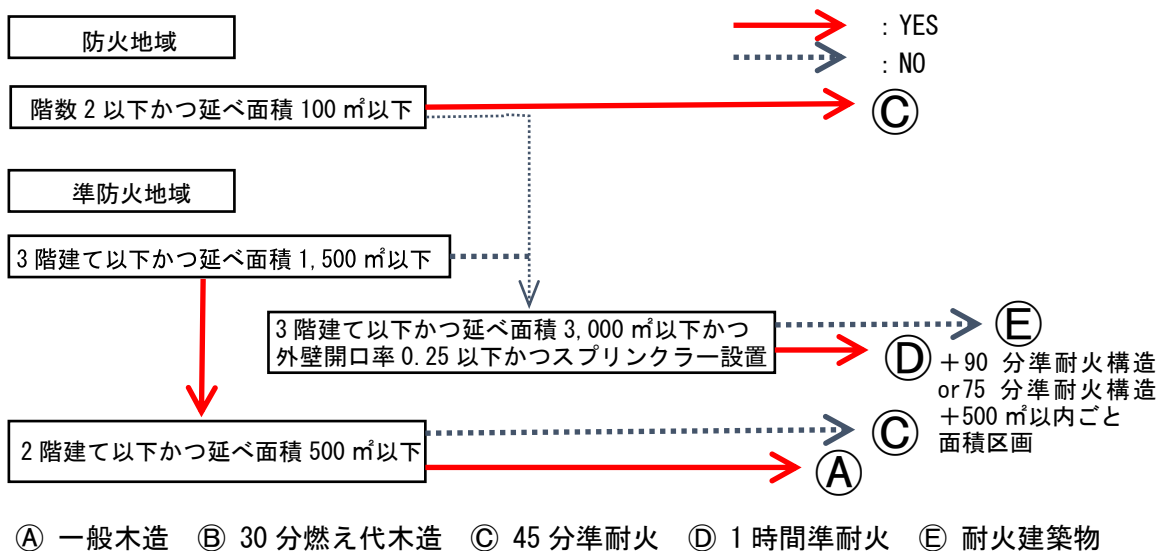 防火地域
: YES
: NO
階数 2 以下かつ延べ面積 100 ㎡以下
Ⓒ
準防火地域
3 階建て以下かつ延べ面積 1,500 ㎡以下
3 階建て以下かつ延べ面積 3,000 ㎡以下かつ
外壁開口率 0.25 以下かつスプリンクラー設置
Ⓔ
Ⓓ
+90 分準耐火構造
or75 分準耐火構造
+500 ㎡以内ごと
面積区画
2 階建て以下かつ延べ面積 500 ㎡以下
Ⓒ
Ⓐ
Ⓐ 一般木造 Ⓑ 30 分燃え代木造 Ⓒ 45 分準耐火 Ⓓ 1 時間準耐火 Ⓔ 耐火建築物